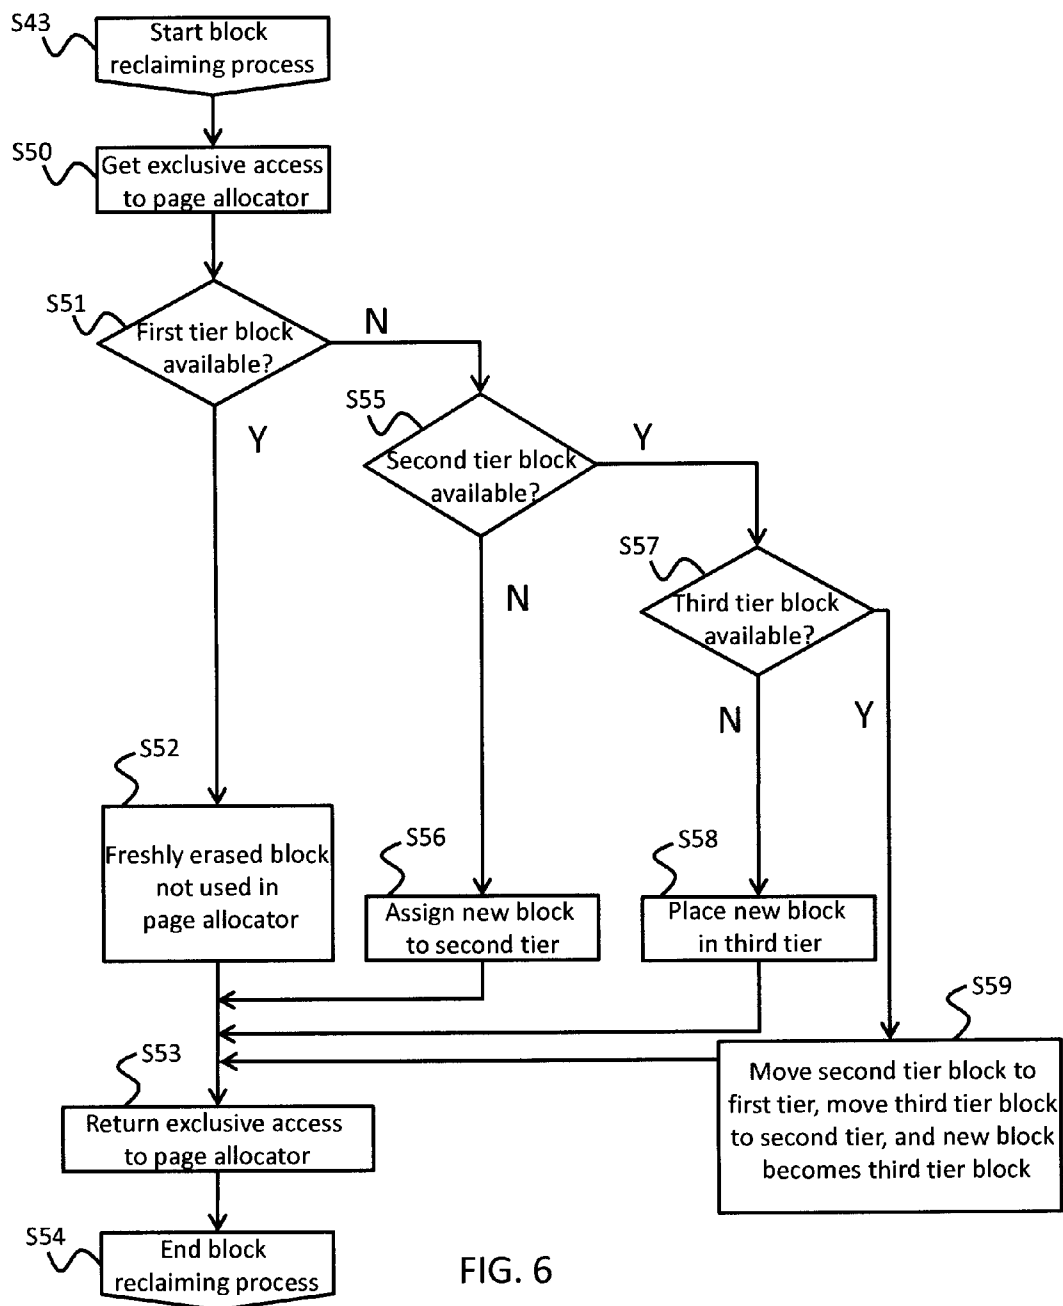 S43
Start block
reclaiming process
S50
Get exclusive access
to page allocator
S51
First tier block
available?
N
Y
S55
Second tier block
available?
Y
N
S57
Third tier block
available?
N
Y
S52
Freshly erased block
not used in
page allocator
S56
Assign new block
to second tier
S58
Place new block
in third tier
S59
Move second tier block to
first tier, move third tier block
to second tier, and new block
becomes third tier block
S53
Return exclusive access
to page allocator
S54
End block
reclaiming process
FIG. 6